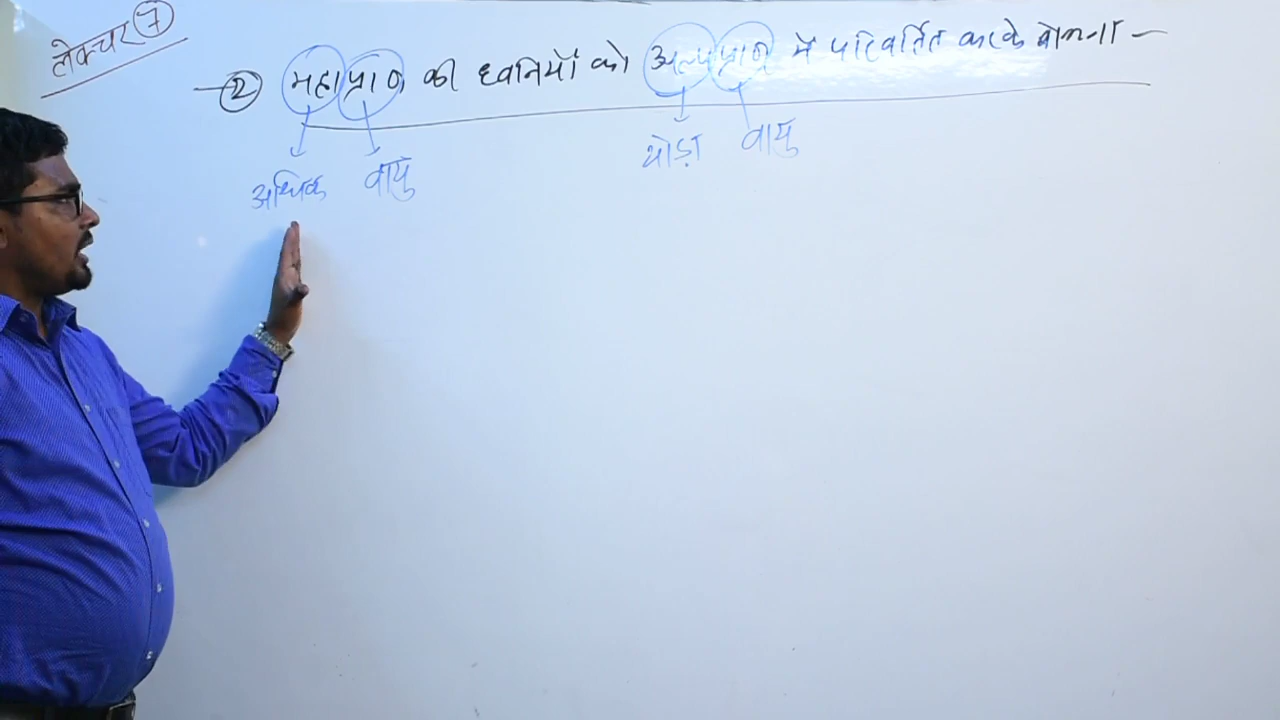 लेक्चर 7
2 महाप्राण की ध्वनियों को अल्पप्राण में परिवर्तित करके बोलना —
अधिक वायु थोड़ा वायु